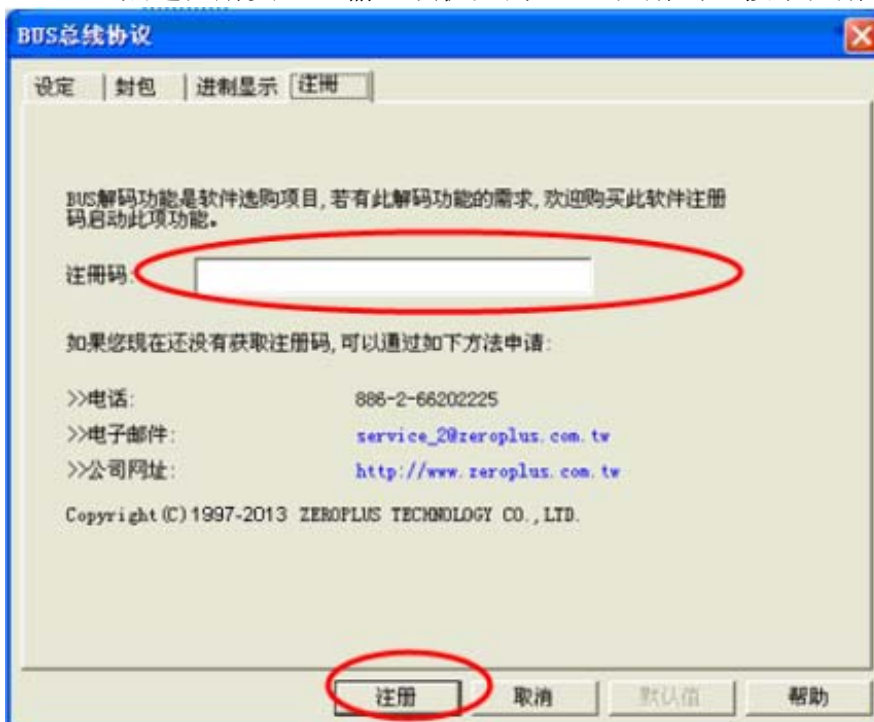 BUS总线协议
设定 封包 进制显示 注册
BUS解码功能是软件选购项目,若有此解码功能的需求,欢迎购买此软件注册
码启动此项功能。
注册码:
如果您现在还没有获取注册码,可以通过如下方法申请:
>>电话: 886-2-66202225
>>电子邮件: service_2@zeroplus.com.tw
>>公司网址: http://www.zeroplus.com.tw
Copyright(C)1997-2013 ZEROPLUS TECHNOLOGY CO.,LTD.
注册 取消 默认值 帮助